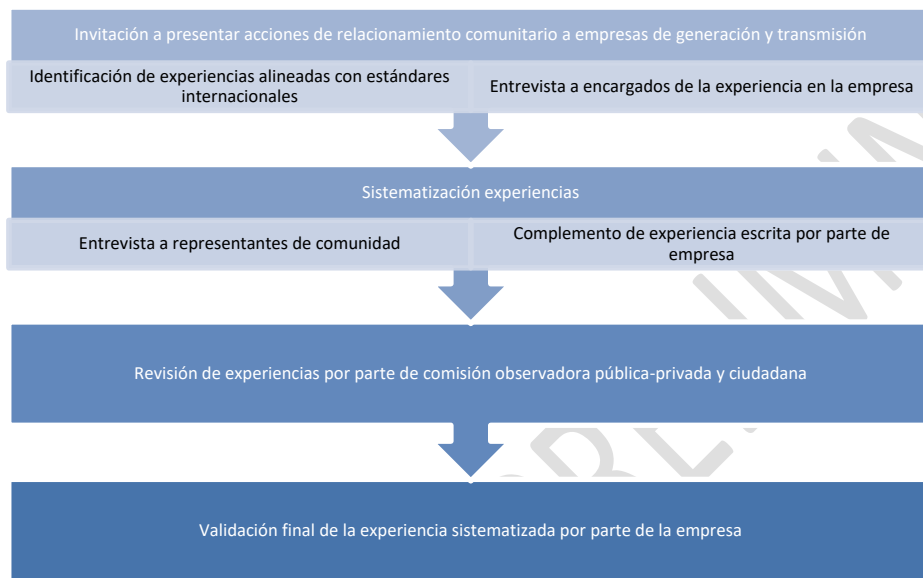 Invitación a presentar acciones de relacionamiento comunitario a empresas de generación y transmisión
Identificación de experiencias alineadas con estándares
internacionales
Entrevista a encargados de la experiencia en la empresa
Sistematización experiencias
Entrevista a representantes de comunidad
Complemento de experiencia escrita por parte de
empresa
Revisión de experiencias por parte de comisión observadora pública-privada y ciudadana
Validación final de la experiencia sistematizada por parte de la empresa